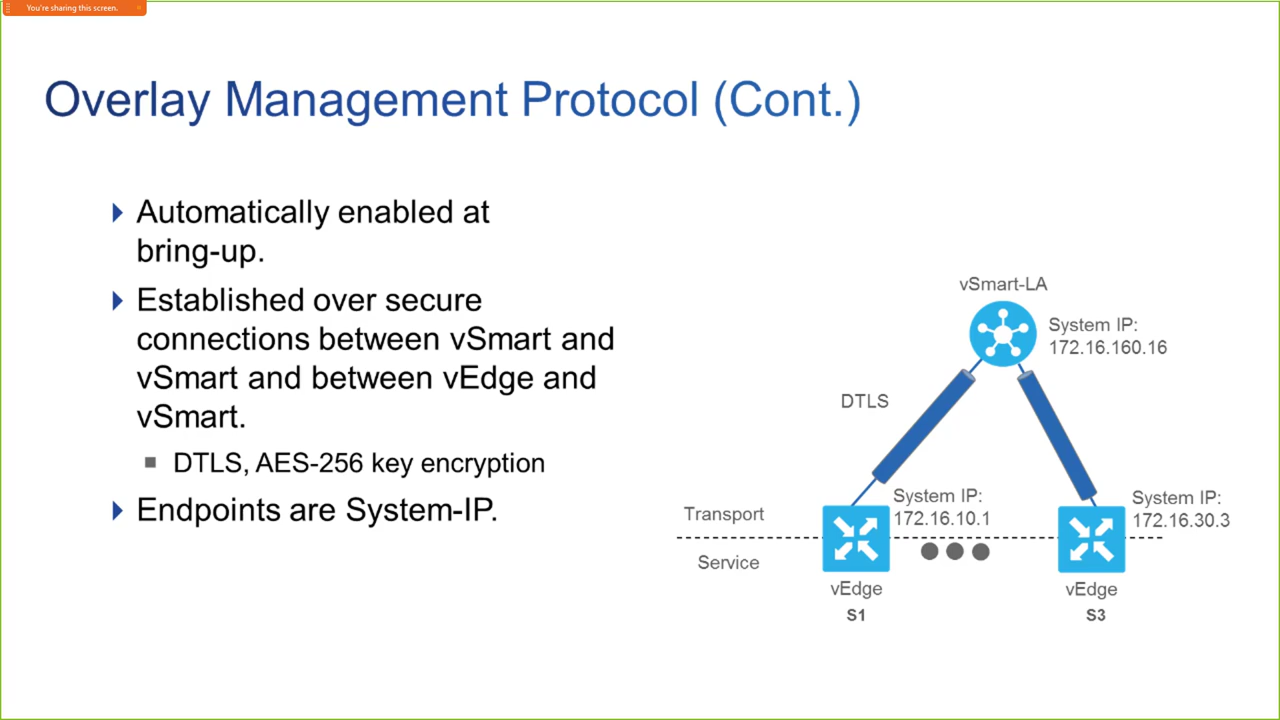 You're sharing this screen.
Overlay Management Protocol (Cont.)
Automatically enabled at
bring-up.
Established over secure
connections between vSmart and
vSmart and between vEdge and
vSmart.
DTLS, AES-256 key encryption
Endpoints are System-IP.
vSmart-LA
System IP:
172.16.160.16
DTLS
System IP:
172.16.10.1
System IP:
172.16.30.3
Transport
Service
vEdge
S1
vEdge
S3